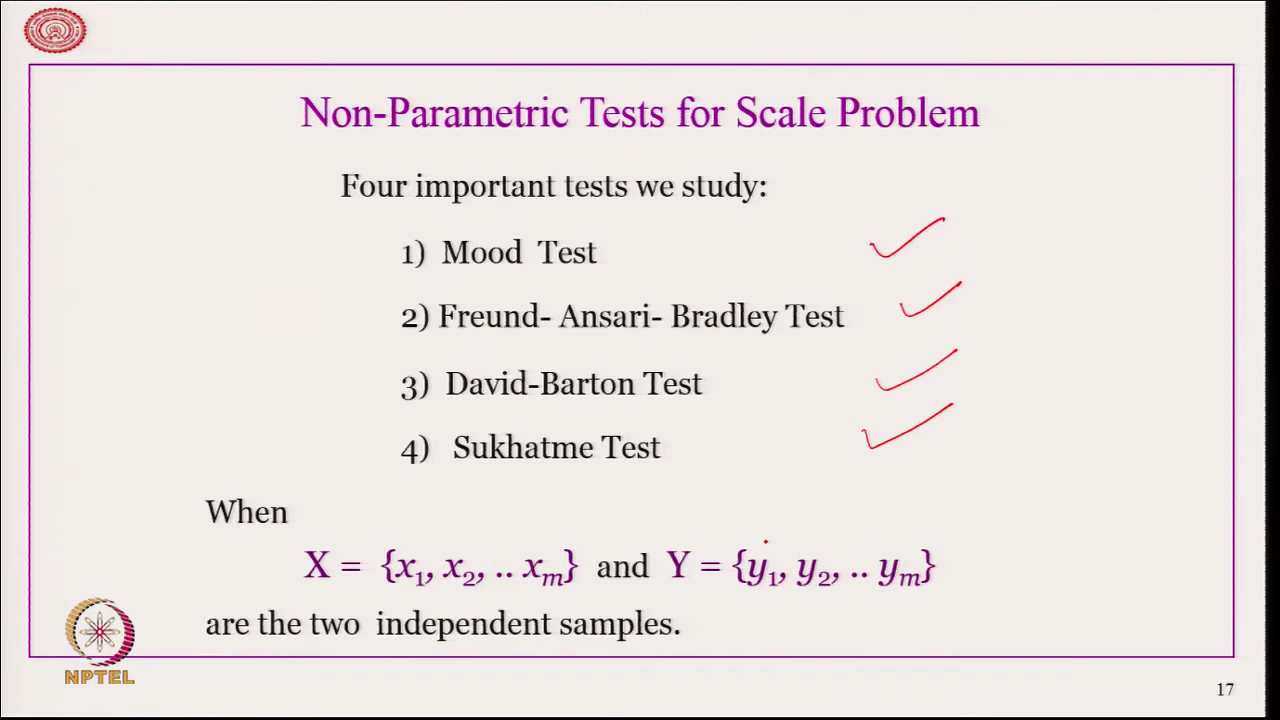 Non-Parametric Tests for Scale Problem
Four important tests we study:
1) Mood Test
2) Freund- Ansari- Bradley Test
3) David-Barton Test
4) Sukhatme Test
When
X = {x₁, x₂, .. xₘ} and Y = {y₁, y₂, .. yₘ}
are the two independent samples.
NPTEL
17